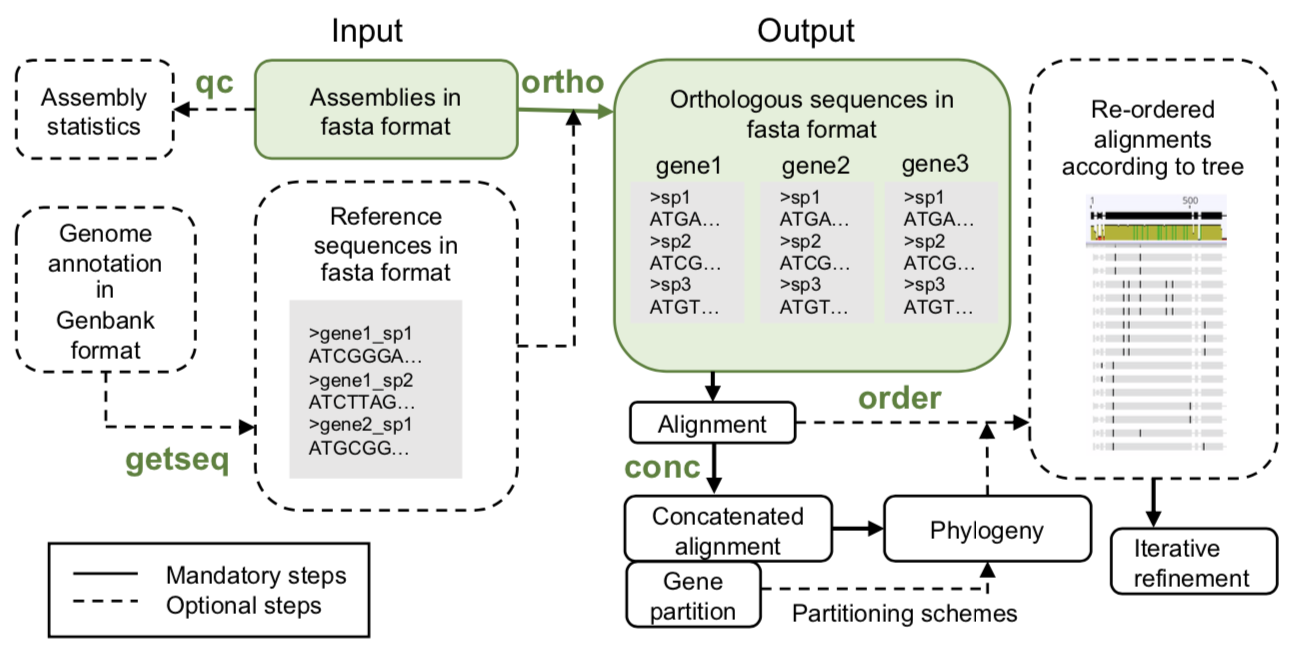 Input
Output
qc
Assembly
statistics
Assemblies in
fasta format
ortho
Genome
annotation
in
Genbank
format
getseq
Reference
sequences in
fasta format
>gene1_sp1
ATCGGGA…
>gene1_sp2
ATCTTAG…
>gene2_sp1
ATGCGG…
Orthologous sequences in
fasta format
gene1
>sp1
ATGA…
>sp2
ATCG…
>sp3
ATGT…
gene2
>sp1
ATGA…
>sp2
ATCG…
>sp3
ATGT…
gene3
>sp1
ATGA…
>sp2
ATCG…
>sp3
ATGT…
Re-ordered
alignments
according to tree
1 500
Alignment
order
conc
Concatenated
alignment
Phylogeny
Gene
partition
Partitioning schemes
Iterative
refinement
Mandatory steps
Optional steps